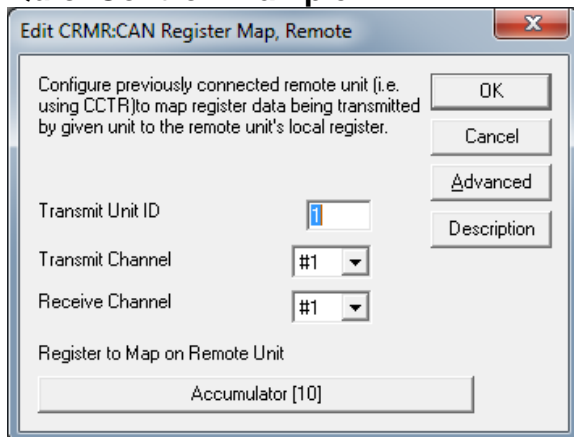 Edit CRMR:CAN Register Map, Remote
Configure previously connected remote unit (i.e.
using CCTR)to map register data being transmitted
by given unit to the remote unit's local register.
OK
Cancel
Advanced
Description
Transmit Unit ID
1
Transmit Channel
#1
Receive Channel
#1
Register to Map on Remote Unit
Accumulator [10]